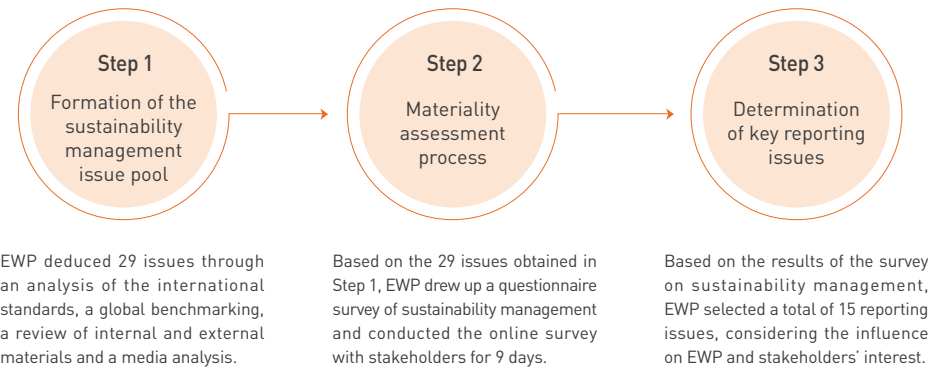 Step 1
Formation of the
sustainability
management
issue pool
Step 2
Materiality
assessment
process
Step 3
Determination
of key reporting
issues
EWP deduced 29 issues through
an analysis of the international
standards, a global benchmarking,
a review of internal and external
materials and a media analysis.
Based on the 29 issues obtained in
Step 1, EWP drew up a questionnaire
survey of sustainability management
and conducted the online survey
with stakeholders for 9 days.
Based on the results of the survey
on sustainability management,
EWP selected a total of 15 reporting
issues, considering the influence
on EWP and stakeholders’ interest.